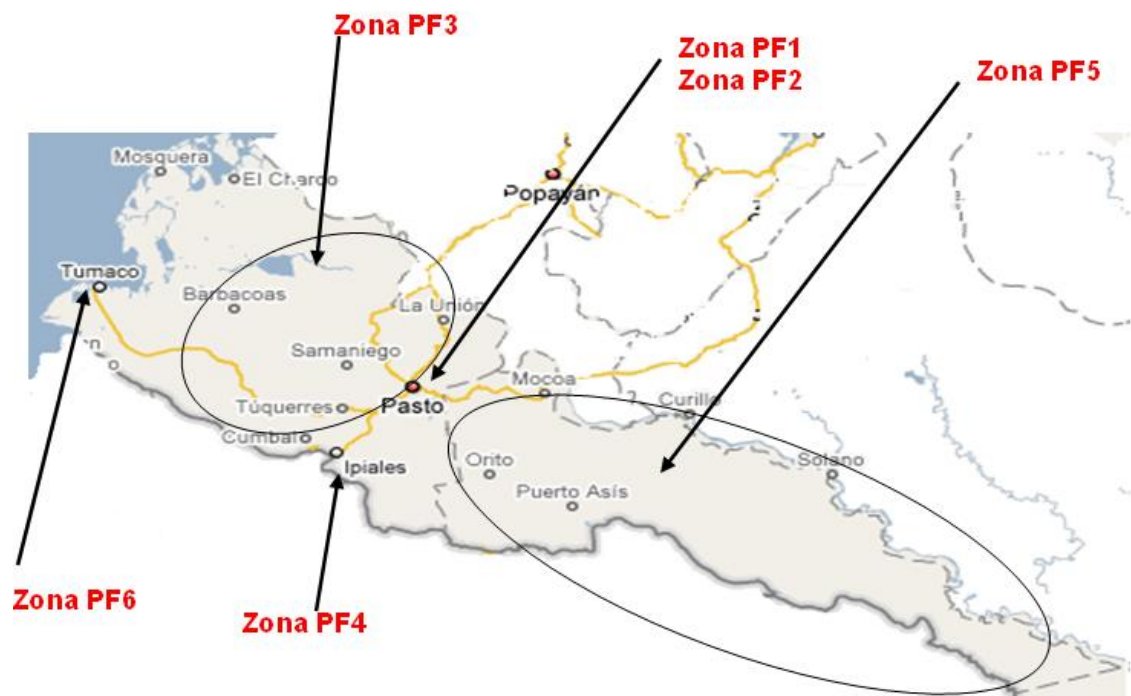 Zona PF3
Zona PF1
Zona PF2
Zona PF5
Mosquera
El Charco
Popayán
Tumaco
Barbacoas
La Unión
Samaniego
Mocoa
Pasto
Curillo
Túquerres
Cumbal
Ipiales
Orito
Solano
Puerto Asís
Zona PF6
Zona PF4